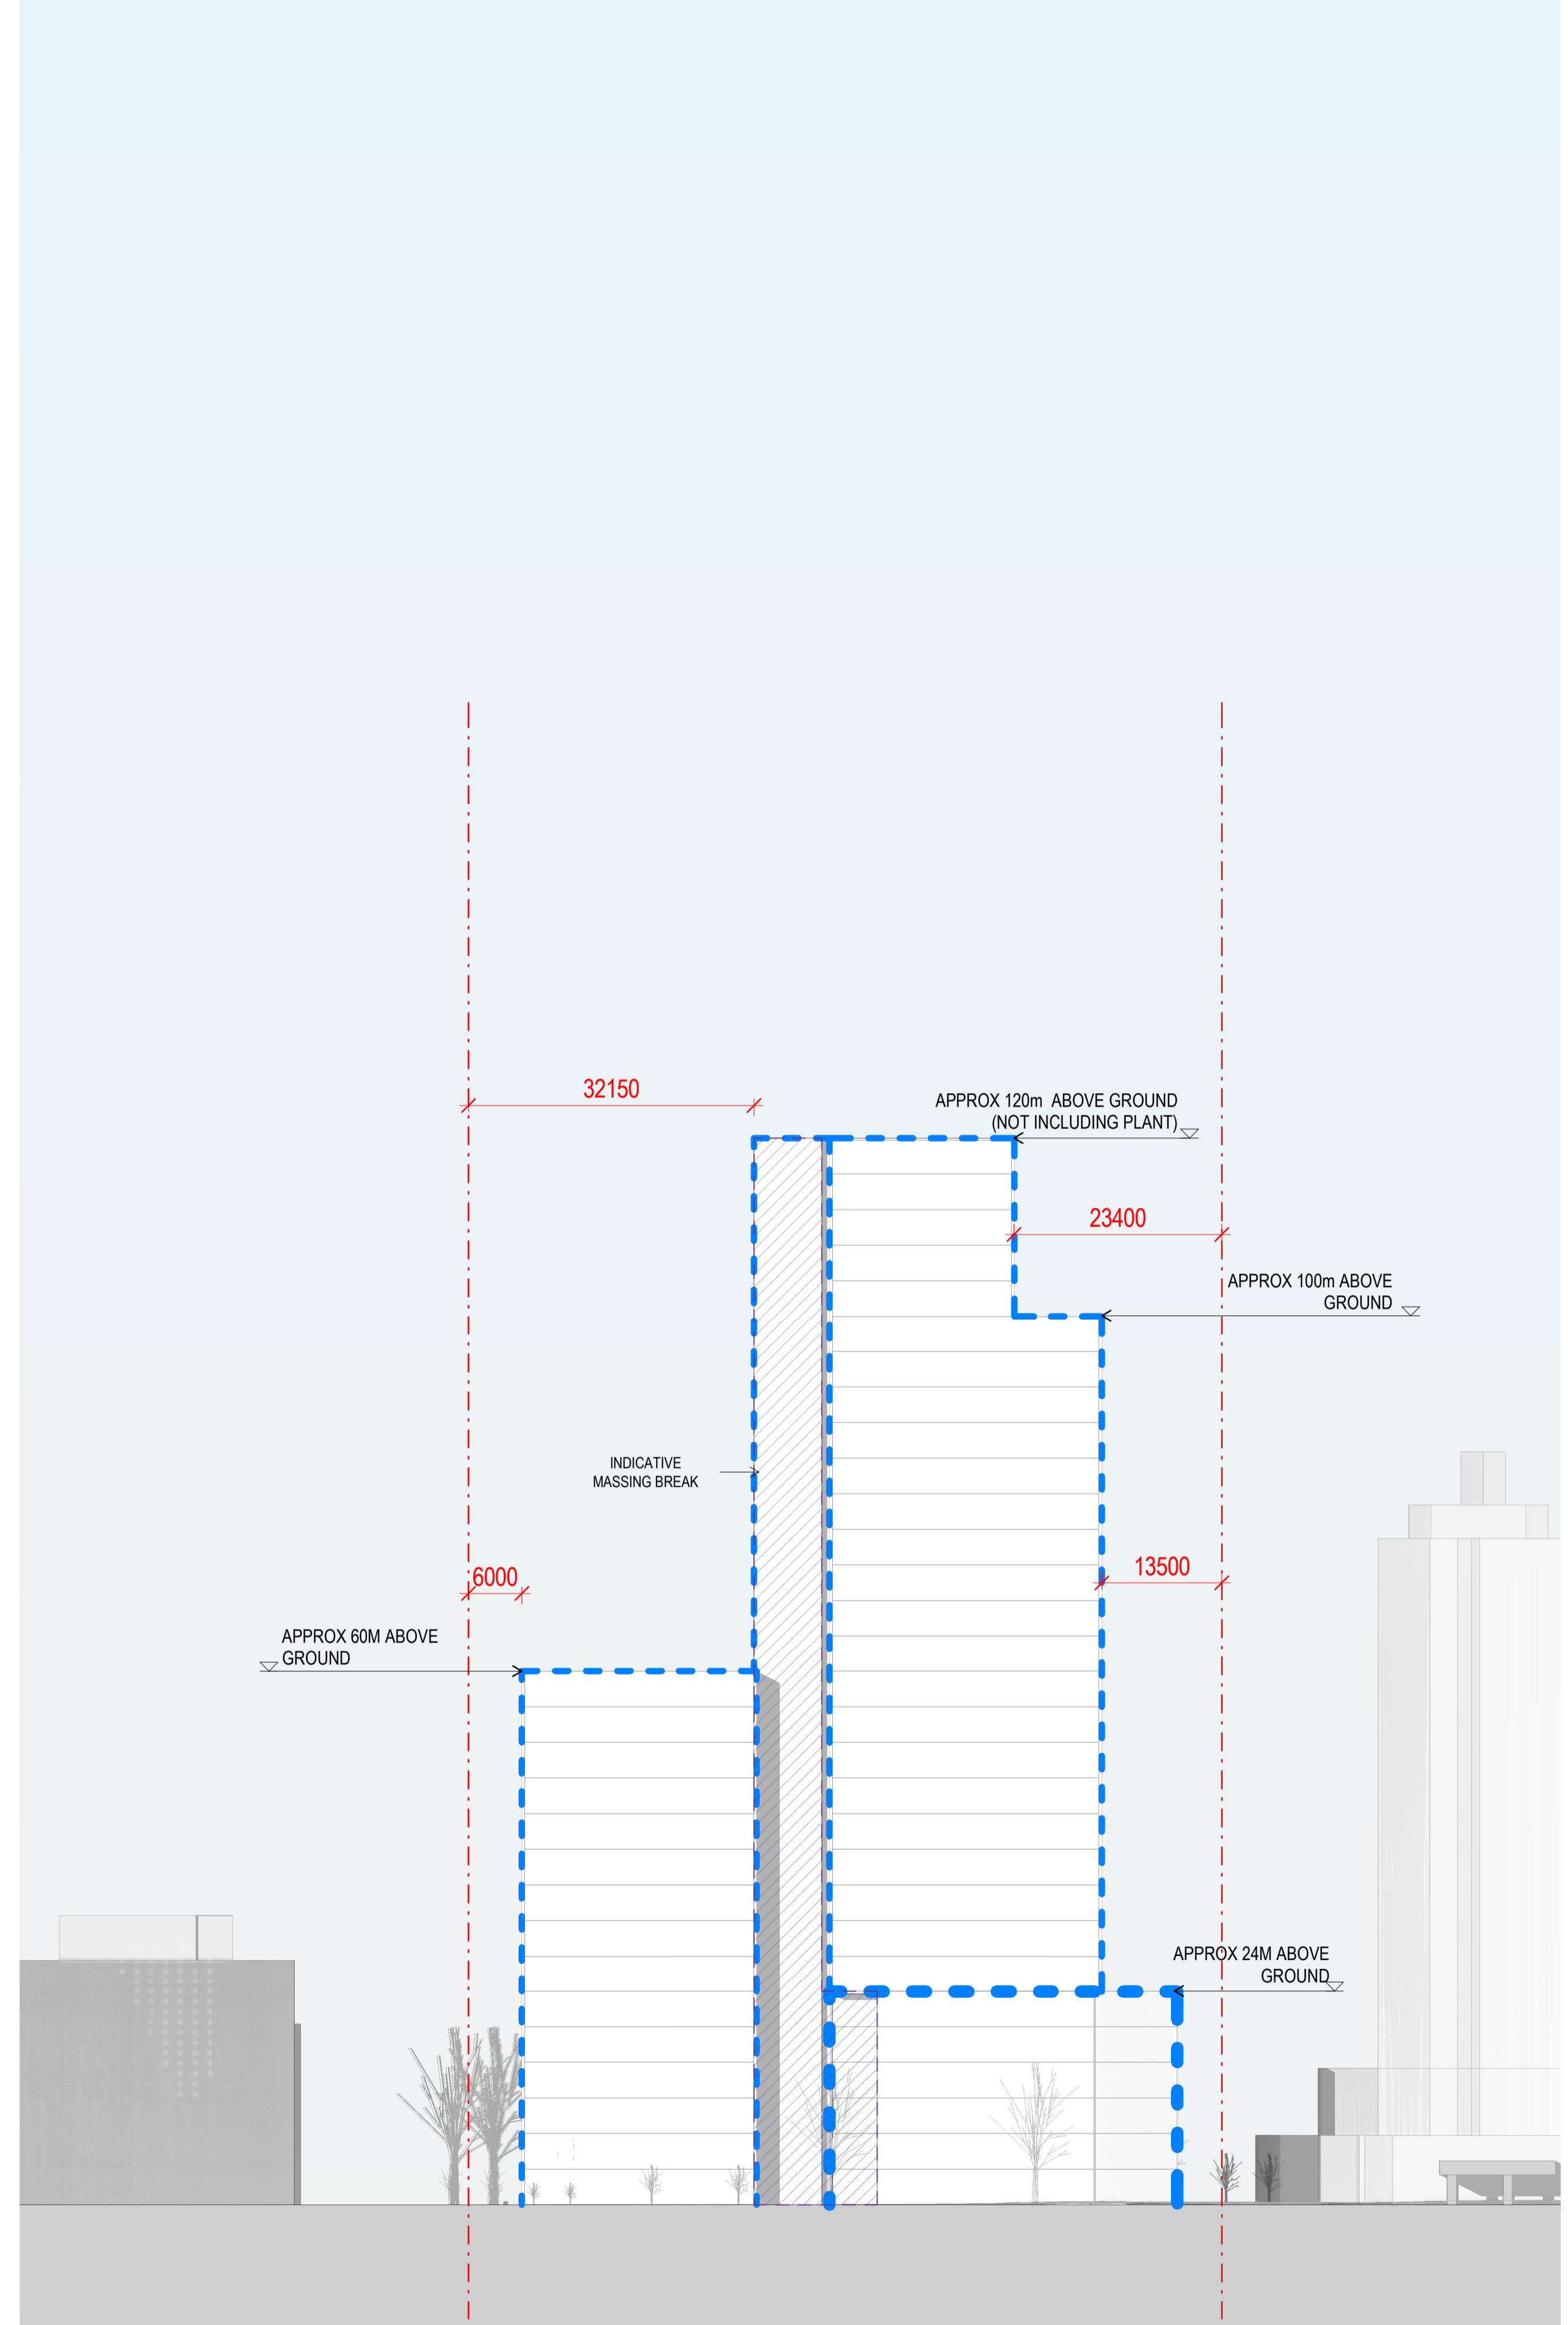 32150
APPROX 120m  ABOVE GROUND
(NOT INCLUDING PLANT)
23400
APPROX 100m ABOVE
GROUND
INDICATIVE
MASSING BREAK
6000
13500
APPROX 60M ABOVE
GROUND
APPROX 24M ABOVE
GROUND